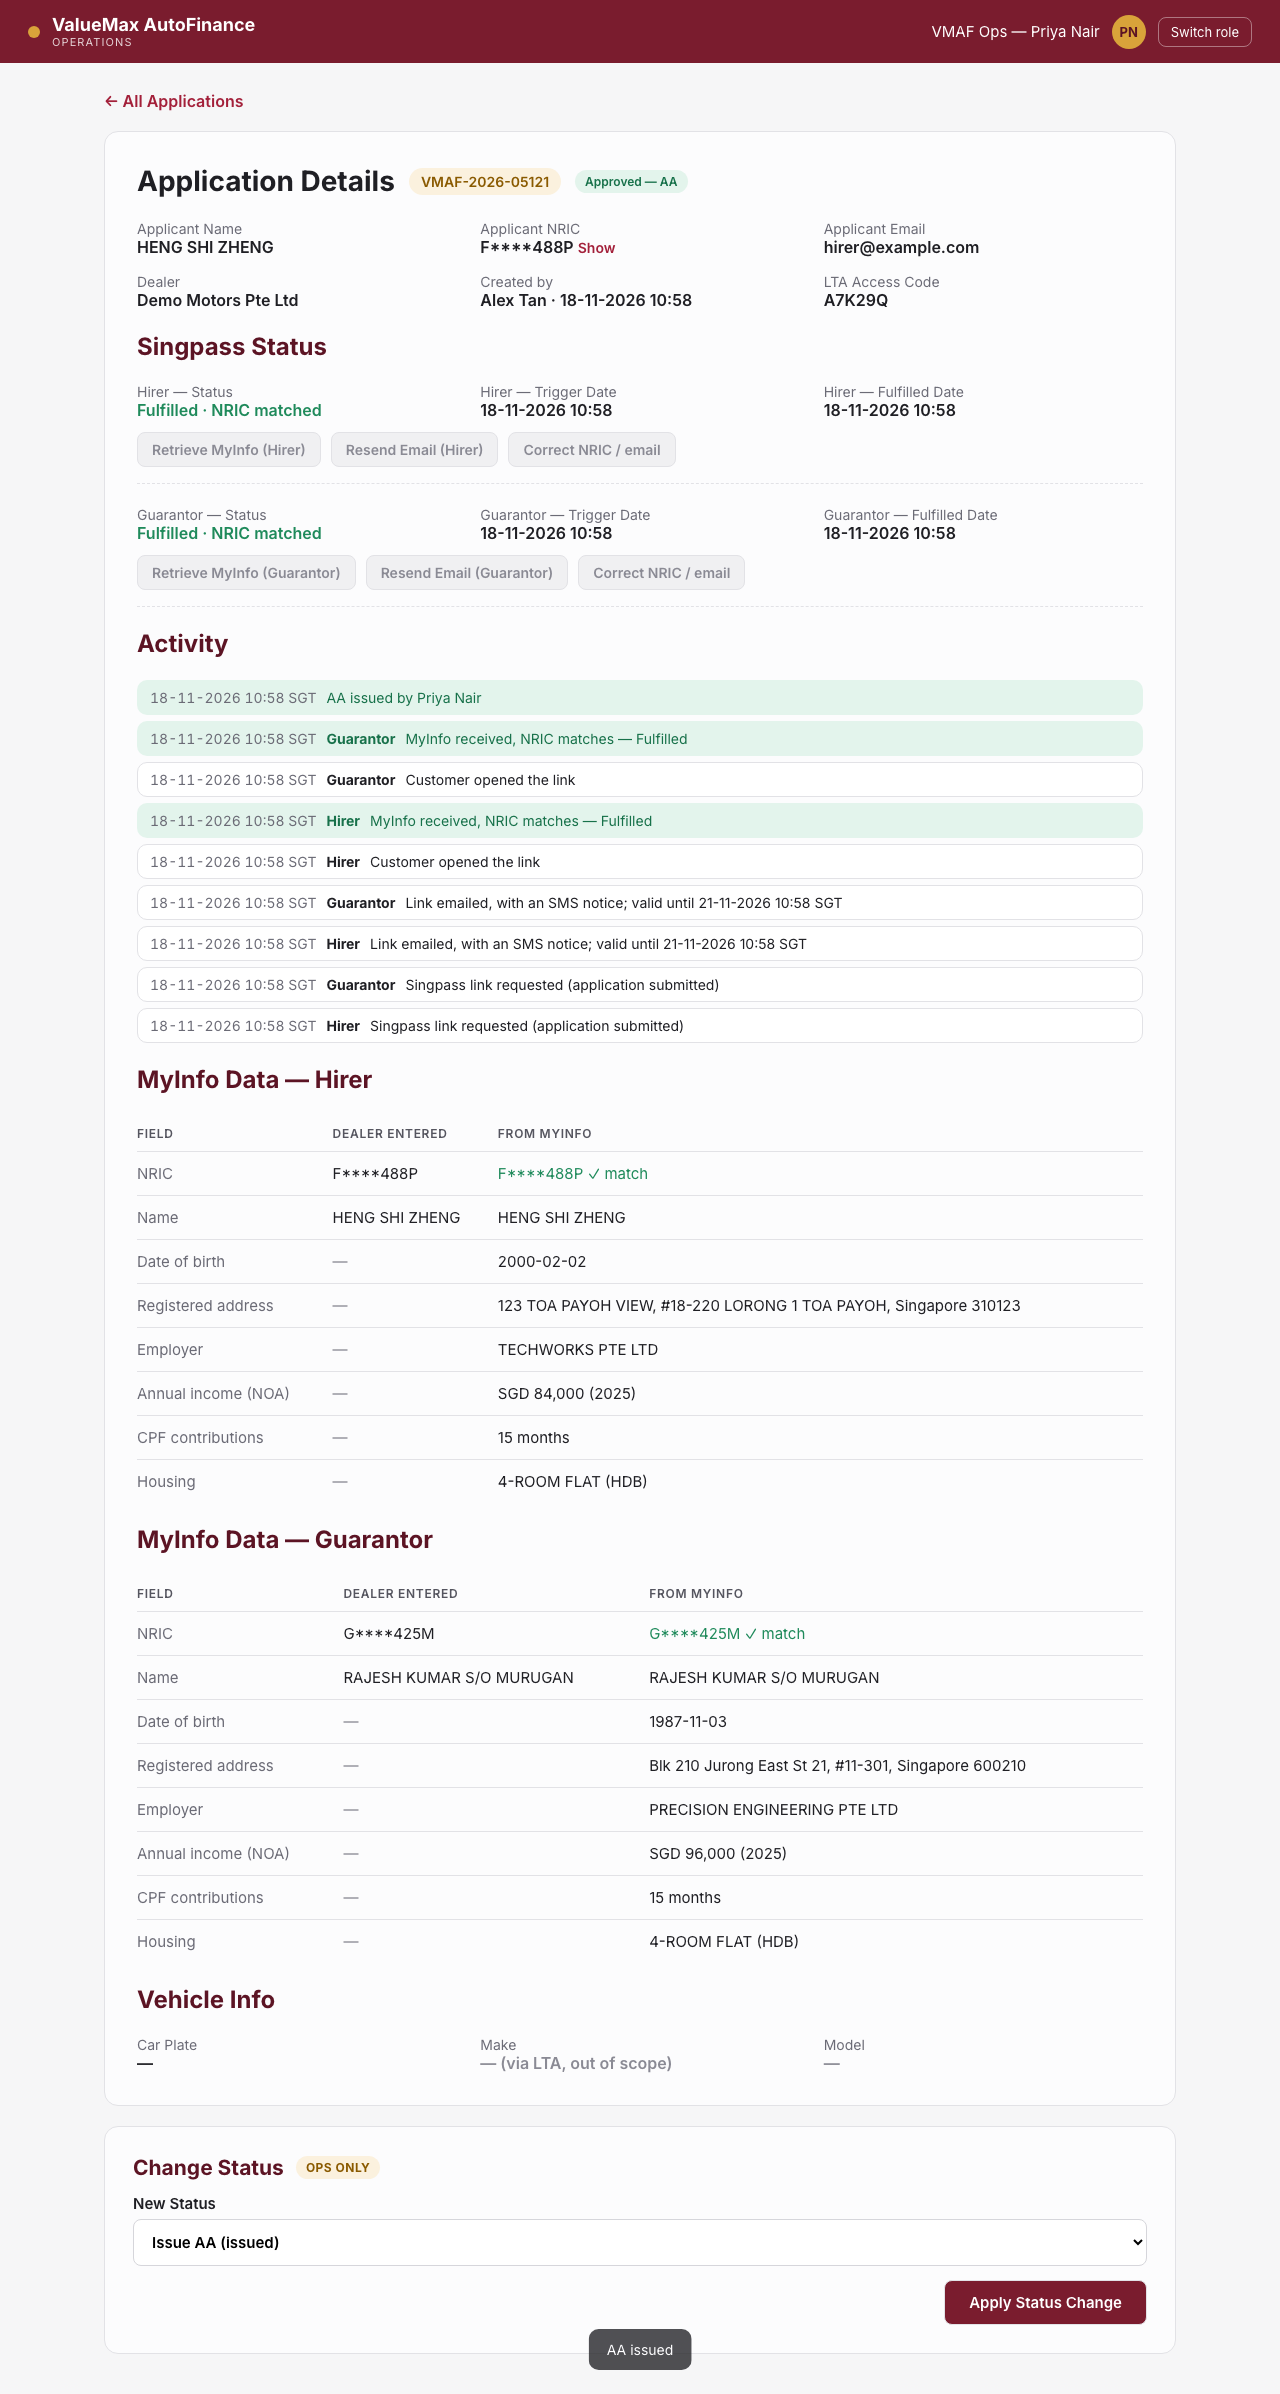 ValueMax AutoFinance
OPERATIONS
VMAF Ops — Priya Nair PN Switch role
← All Applications
Application Details VMAF-2026-05121 Approved — AA
Applicant Name Applicant NRIC Applicant Email
HENG SHI ZHENG F****488P Show hirer@example.com
Dealer Created by LTA Access Code
Demo Motors Pte Ltd Alex Tan · 18-11-2026 10:58 A7K29Q
Singpass Status
Hirer — Status Hirer — Trigger Date Hirer — Fulfilled Date
Fulfilled · NRIC matched 18-11-2026 10:58 18-11-2026 10:58
Retrieve MyInfo (Hirer) Resend Email (Hirer) Correct NRIC / email
Guarantor — Status Guarantor — Trigger Date Guarantor — Fulfilled Date
Fulfilled · NRIC matched 18-11-2026 10:58 18-11-2026 10:58
Retrieve MyInfo (Guarantor) Resend Email (Guarantor) Correct NRIC / email
Activity
18-11-2026 10:58 SGT AA issued by Priya Nair
18-11-2026 10:58 SGT Guarantor MyInfo received, NRIC matches — Fulfilled
18-11-2026 10:58 SGT Guarantor Customer opened the link
18-11-2026 10:58 SGT Hirer MyInfo received, NRIC matches — Fulfilled
18-11-2026 10:58 SGT Hirer Customer opened the link
18-11-2026 10:58 SGT Guarantor Link emailed, with an SMS notice; valid until 21-11-2026 10:58 SGT
18-11-2026 10:58 SGT Hirer Link emailed, with an SMS notice; valid until 21-11-2026 10:58 SGT
18-11-2026 10:58 SGT Guarantor Singpass link requested (application submitted)
18-11-2026 10:58 SGT Hirer Singpass link requested (application submitted)
MyInfo Data — Hirer
FIELD DEALER ENTERED FROM MYINFO
NRIC F****488P F****488P ✓ match
Name HENG SHI ZHENG HENG SHI ZHENG
Date of birth — 2000-02-02
Registered address — 123 TOA PAYOH VIEW, #18-220 LORONG 1 TOA PAYOH, Singapore 310123
Employer — TECHWORKS PTE LTD
Annual income (NOA) — SGD 84,000 (2025)
CPF contributions — 15 months
Housing — 4-ROOM FLAT (HDB)
MyInfo Data — Guarantor
FIELD DEALER ENTERED FROM MYINFO
NRIC G****425M G****425M ✓ match
Name RAJESH KUMAR S/O MURUGAN RAJESH KUMAR S/O MURUGAN
Date of birth — 1987-11-03
Registered address — Blk 210 Jurong East St 21, #11-301, Singapore 600210
Employer — PRECISION ENGINEERING PTE LTD
Annual income (NOA) — SGD 96,000 (2025)
CPF contributions — 15 months
Housing — 4-ROOM FLAT (HDB)
Vehicle Info
Car Plate Make Model
— — (via LTA, out of scope) —
Change Status OPS ONLY
New Status
Issue AA (issued)
Apply Status Change
AA issued